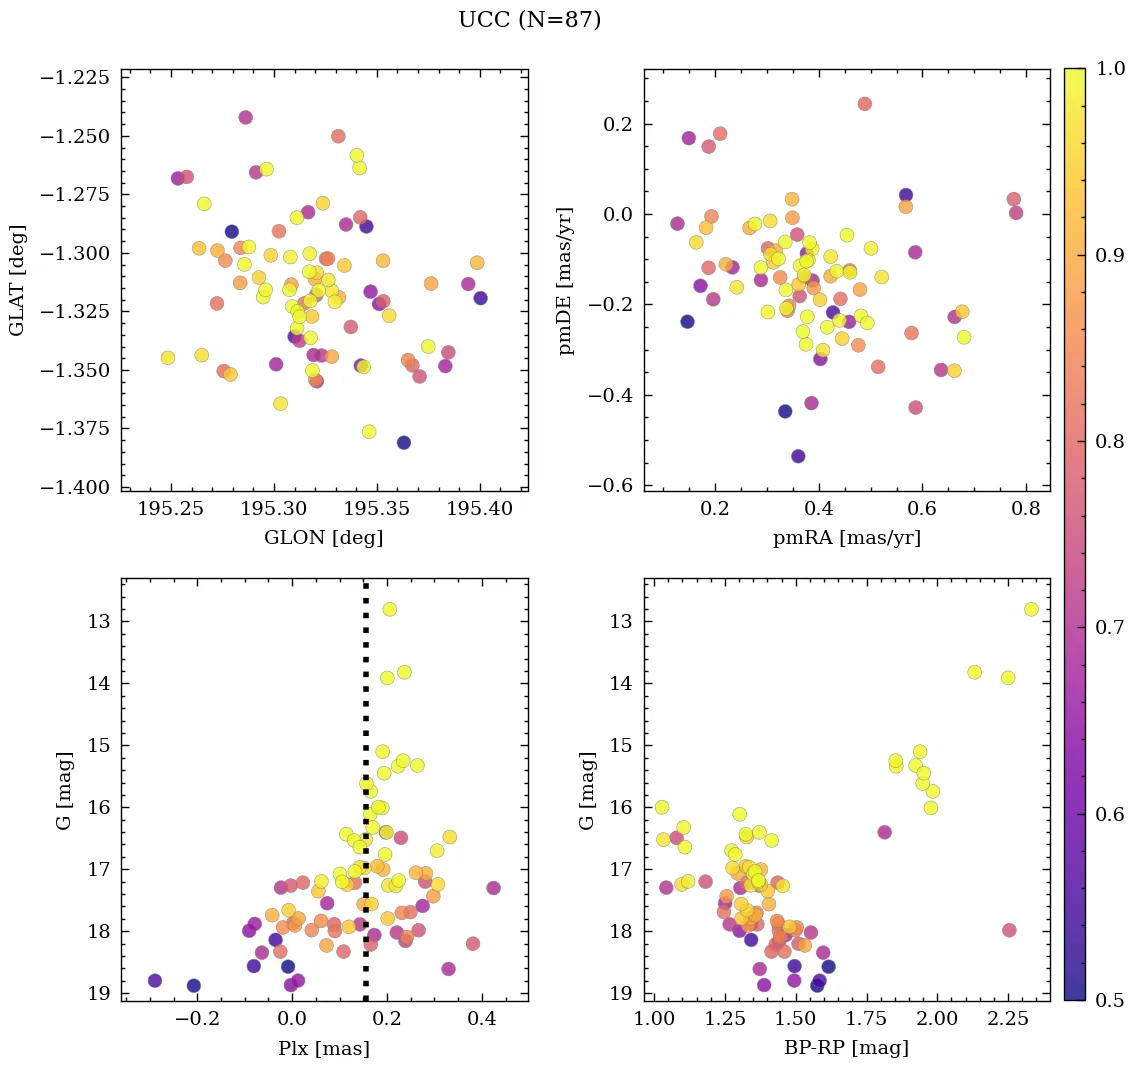 UCC (N=87)
−1.225
−1.250
−1.275
−1.300
−1.325
−1.350
−1.375
−1.400
GLAT [deg]
195.25 195.30 195.35 195.40
GLON [deg]
0.2
0.0
−0.2
−0.4
−0.6
pmDE [mas/yr]
0.2 0.4 0.6 0.8
pmRA [mas/yr]
1.0
0.9
0.8
0.7
0.6
0.5
13
14
15
16
17
18
19
G [mag]
−0.2 0.0 0.2 0.4
Plx [mas]
13
14
15
16
17
18
19
G [mag]
1.00 1.25 1.50 1.75 2.00 2.25
BP-RP [mag]